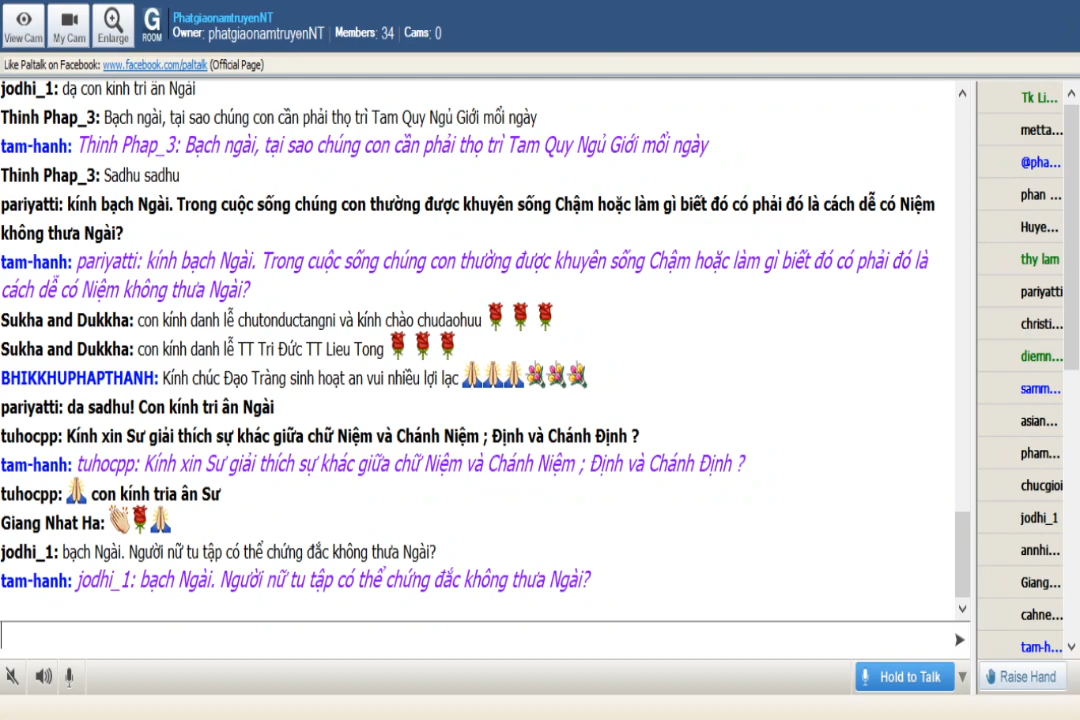 PhatgiaonamtruyenNT
Owner: phatgiaonamtruyenNT | Members: 34 | Cams: 0
View Cam
My Cam
Enlarge
G ROOM
Like Paltalk on Facebook: www.facebook.com/paltalk (Official Page)
jodhi_1: dạ con kính tri ân Ngài
Thinh Phap_3: Bạch ngài, tại sao chúng con cần phải thọ trì Tam Quy Ngủ Giới mổi ngày
tam-hanh: Thinh Phap_3: Bạch ngài, tại sao chúng con cần phải thọ trì Tam Quy Ngủ Giới mổi ngày
Thinh Phap_3: Sadhu sadhu
pariyatti: kính bạch Ngài. Trong cuộc sống chúng con thường được khuyên sống Chậm hoặc làm gì biết đó có phải đó là cách dễ có Niệm
không thưa Ngài?
tam-hanh: pariyatti: kính bạch Ngài. Trong cuộc sống chúng con thường được khuyên sống Chậm hoặc làm gì biết đó có phải đó là
cách dễ có Niệm không thưa Ngài?
Sukha and Dukkha: con kính danh lễ chutonductangni và kính chào chudaohuu 🌹🌹🌹
Sukha and Dukkha: con kính danh lễ TT Tri Đức TT Lieu Tong 🌹🌹🌹
BHIKKHUPHAPTHANH: Kính chúc Đạo Tràng sinh hoạt an vui nhiều lợi lạc 🙏🙏🙏💐💐💐
pariyatti: da sadhu! Con kính tri ân Ngài
tuhocpp: Kính xin Sư giải thích sự khác giữa chữ Niệm và Chánh Niệm ; Định và Chánh Định ?
tam-hanh: tuhocpp: Kính xin Sư giải thích sự khác giữa chữ Niệm và Chánh Niệm ; Định và Chánh Định ?
tuhocpp: 🙏 con kính tria ân Sư
Giang Nhat Ha: 👏🌹🙏
jodhi_1: bạch Ngài. Người nữ tu tập có thể chứng đắc không thưa Ngài?
tam-hanh: jodhi_1: bạch Ngài. Người nữ tu tập có thể chứng đắc không thưa Ngài?
Tk Li...
metta...
@pha...
phan ...
Huye...
thy lam
pariyatti
christi...
diemn...
samm...
asian...
pham...
chucgioi
jodhi_1
annhi...
Giang...
cahne...
tam-h...
Hold to Talk
Raise Hand